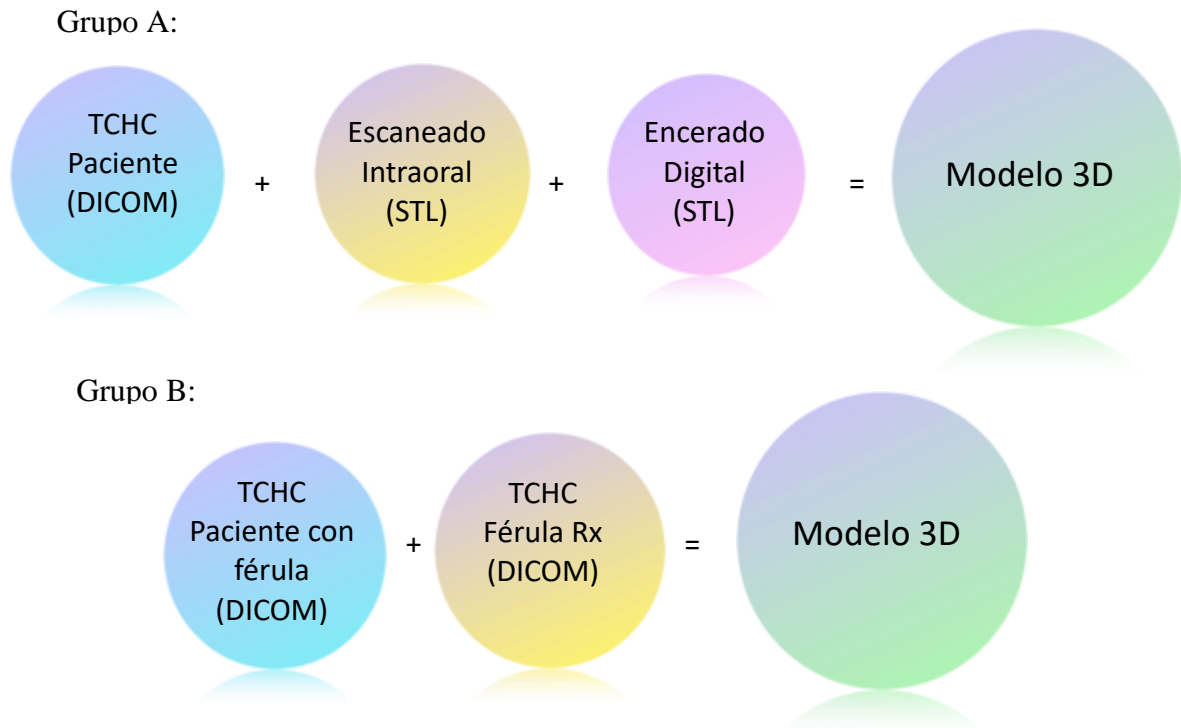 Grupo A:
TCHC
Paciente
(DICOM)
+
Escaneado
Intraoral
(STL)
+
Encerado
Digital
(STL)
=
Modelo 3D
Grupo B:
TCHC
Paciente con
férula
(DICOM)
+
TCHC
Férula Rx
(DICOM)
=
Modelo 3D